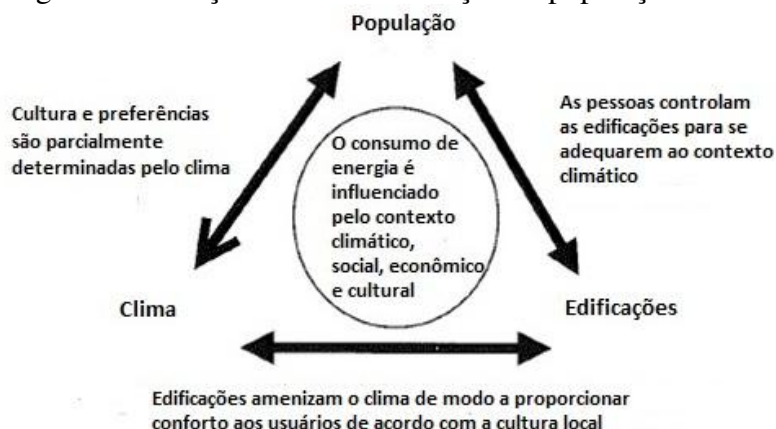 População
Cultura e preferências
são parcialmente
determinadas pelo clima
As pessoas controlam
as edificações para se
adequarem ao contexto
climático
O consumo de
energia é
influenciado
pelo contexto
climático,
social, econômico
e cultural
Clima
Edificações
Edificações amenizam o clima de modo a proporcionar
conforto aos usuários de acordo com a cultura local